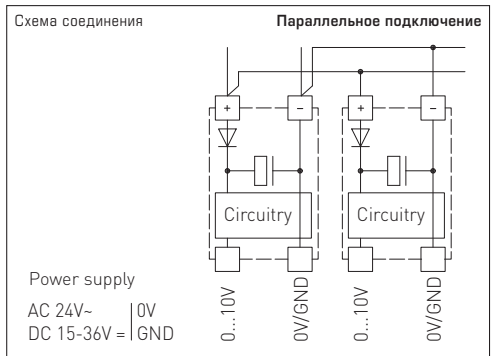 Схема соединения
Параллельное подключение
+ − + −
Circuitry Circuitry
Power supply
AC 24V~ 0V
DC 15-36V = GND
0...10V
0V/GND
0...10V
0V/GND